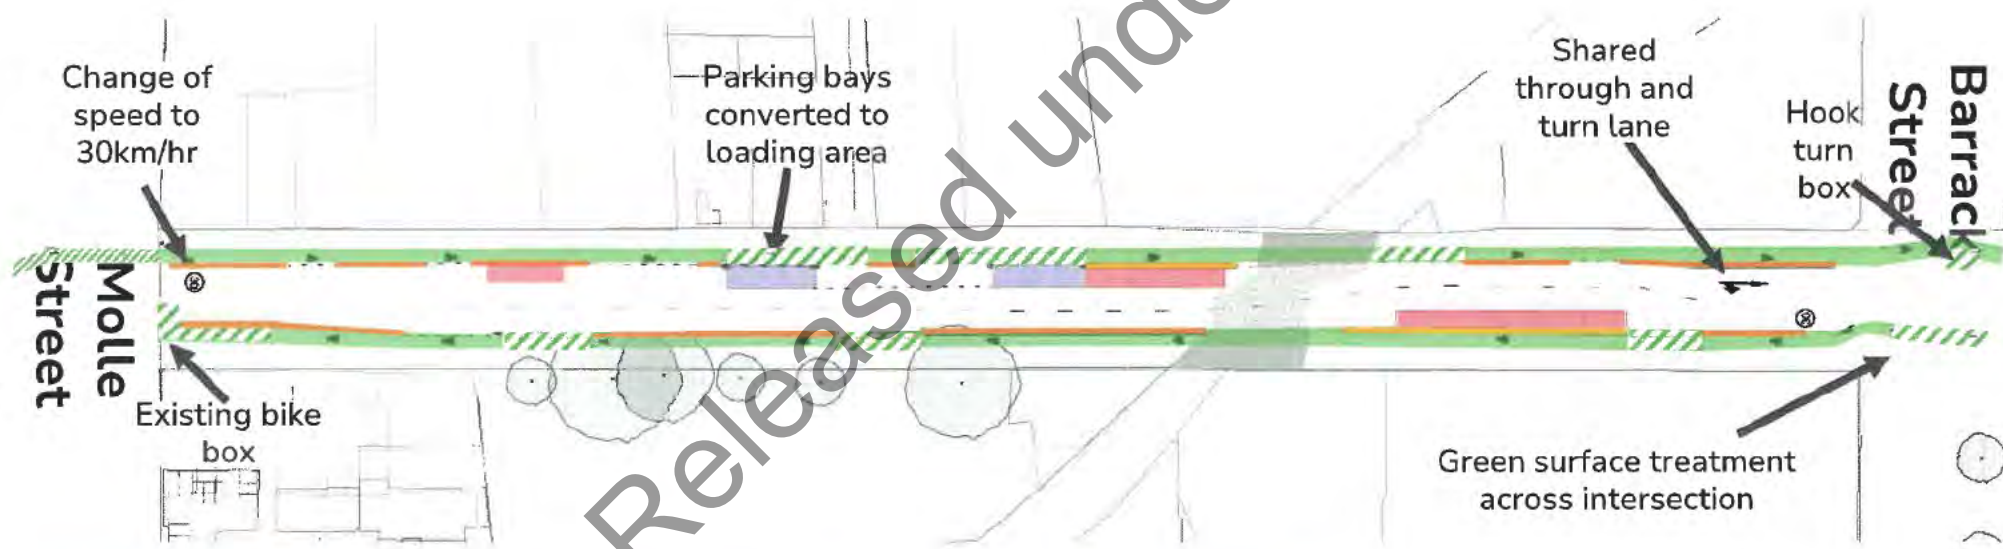 Change of
speed to
30km/hr
Parking bays
converted to
loading area
Shared
through and
turn lane
Hook
turn
box
Barrack
Street
Molle
Street
Existing bike
box
Green surface treatment
across intersection
Released under